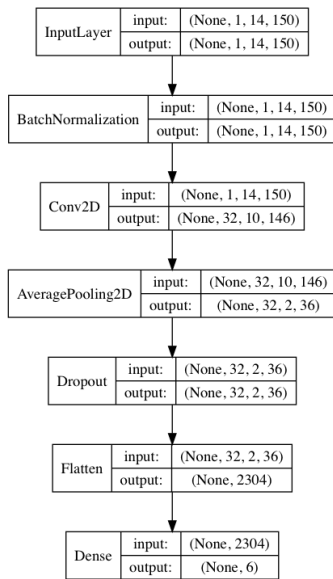 InputLayer input: (None, 1, 14, 150)
output: (None, 1, 14, 150)
BatchNormalization input: (None, 1, 14, 150)
output: (None, 1, 14, 150)
Conv2D input: (None, 1, 14, 150)
output: (None, 32, 10, 146)
AveragePooling2D input: (None, 32, 10, 146)
output: (None, 32, 2, 36)
Dropout input: (None, 32, 2, 36)
output: (None, 32, 2, 36)
Flatten input: (None, 32, 2, 36)
output: (None, 2304)
Dense input: (None, 2304)
output: (None, 6)